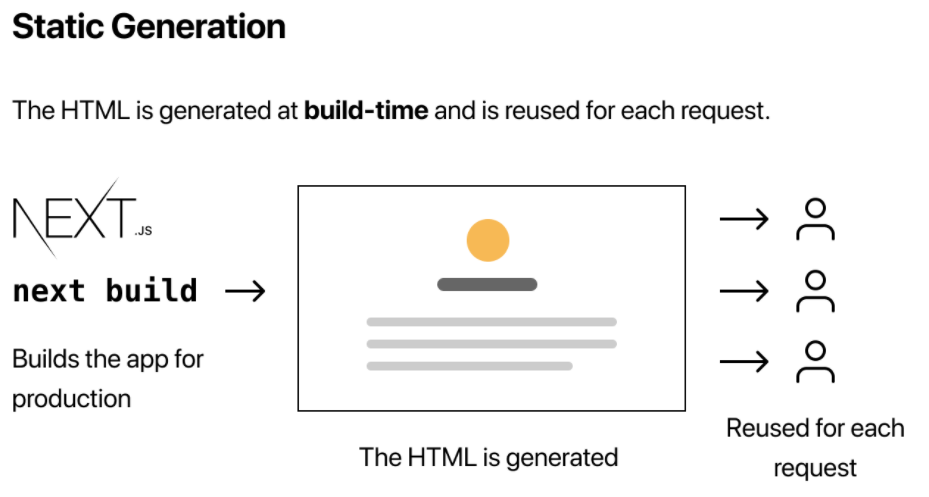 Static Generation
The HTML is generated at build-time and is reused for each request.
NEXT.JS
next build
Builds the app for
production
The HTML is generated
Reused for each
request